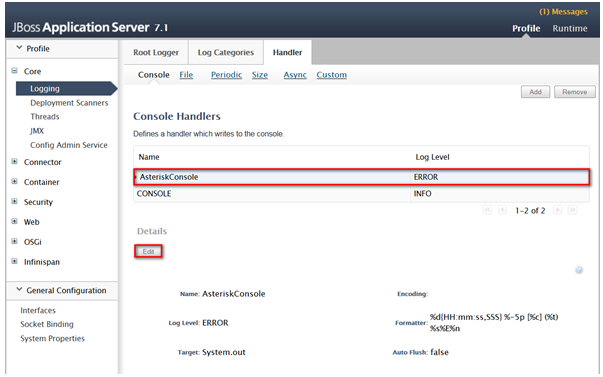 (1) Messages
JBoss Application Server 7.1
Profile Runtime
Profile
Core
Logging
Deployment Scanners
Threads
JMX
Config Admin Service
Connector
Container
Security
Web
OSGi
Infinispan
General Configuration
Interfaces
Socket Binding
System Properties
Root Logger Log Categories Handler
Console File Periodic Size Async Custom
Add Remove
Console Handlers
Defines a handler which writes to the console.
Name Log Level
AsteriskConsole ERROR
CONSOLE INFO
1-2 of 2
Details
Edit
Name: AsteriskConsole Encoding:
Log Level: ERROR Formatter: %d{HH:mm:ss,SSS} %-5p [%c] (%t)
%s%E%n
Target: System.out Auto Flush: false